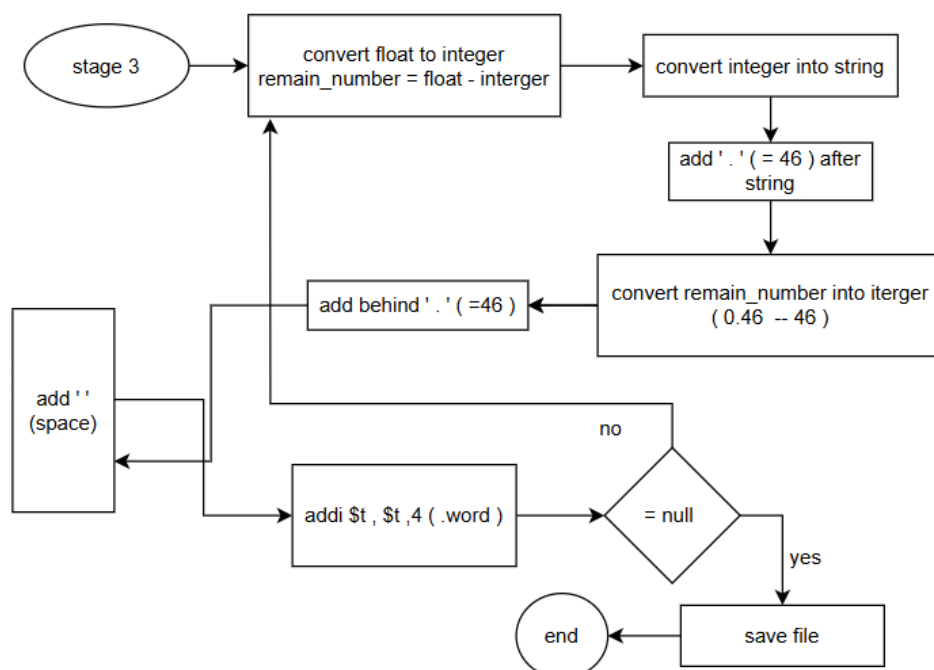 stage 3
convert float to integer
remain_number = float - interger
convert integer into string
add ' . ' ( = 46 ) after
string
convert remain_number into iterger
( 0.46  -- 46 )
add behind ' . ' ( =46 )
add ' '
(space)
addi $t , $t ,4 ( .word )
= null
no
yes
save file
end